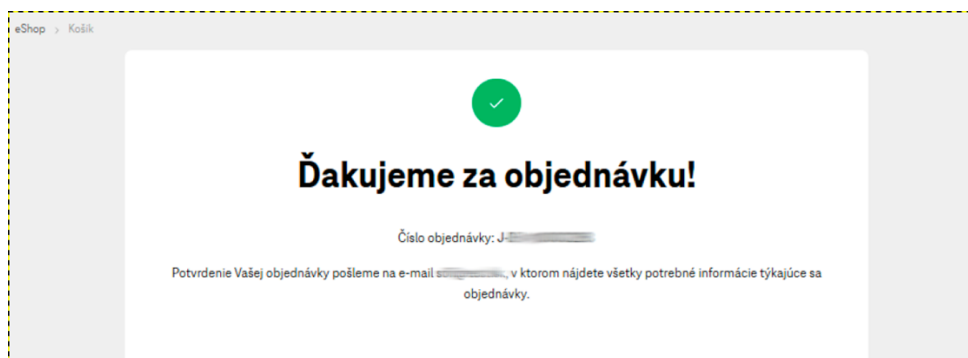 eShop > Košík
Ďakujeme za objednávku!
Číslo objednávky: J-
Potvrdenie Vašej objednávky pošleme na e-mail , v ktorom nájdete všetky potrebné informácie týkajúce sa
objednávky.